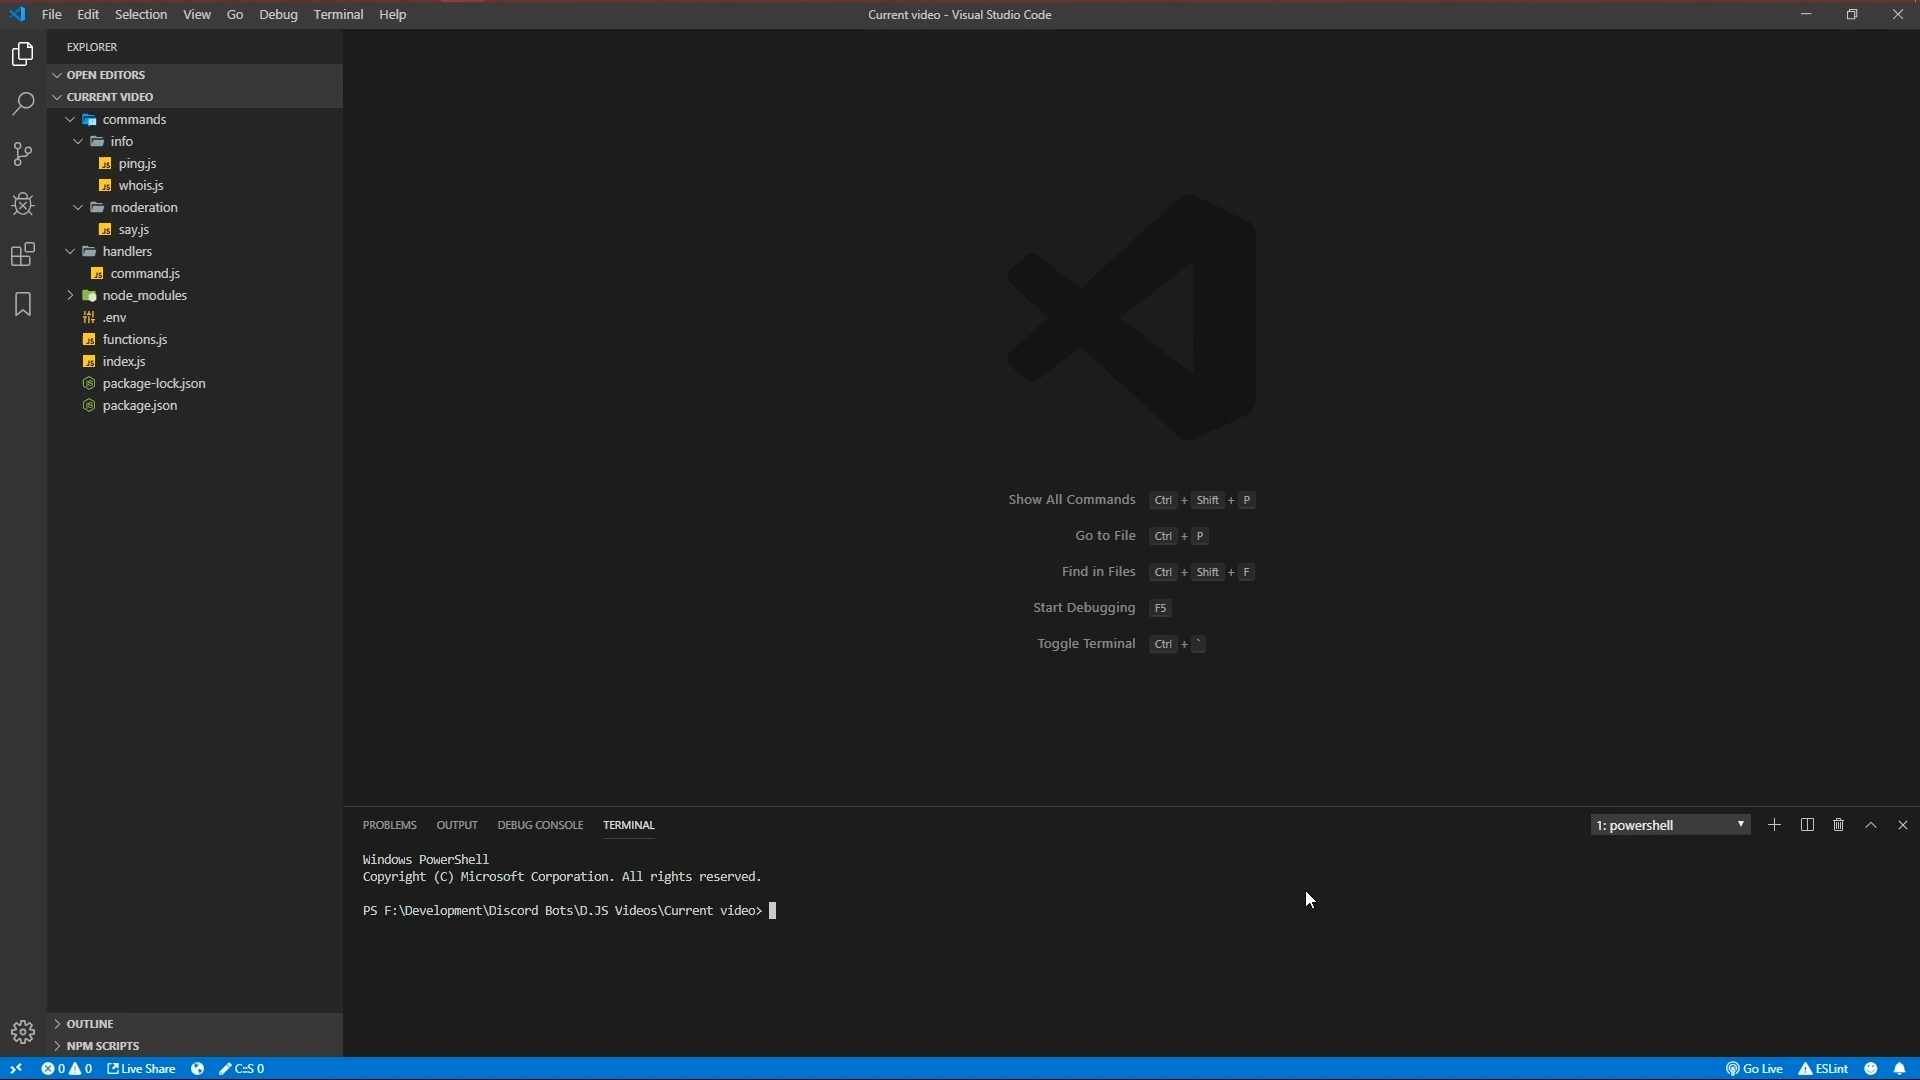 File Edit Selection View Go Debug Terminal Help
Current video - Visual Studio Code
EXPLORER
OPEN EDITORS
CURRENT VIDEO
commands
info
ping.js
whois.js
moderation
say.js
handlers
command.js
node_modules
.env
functions.js
index.js
package-lock.json
package.json
Show All Commands Ctrl + Shift + P
Go to File Ctrl + P
Find in Files Ctrl + Shift + F
Start Debugging F5
Toggle Terminal Ctrl + `
PROBLEMS OUTPUT DEBUG CONSOLE TERMINAL
1: powershell
Windows PowerShell
Copyright (C) Microsoft Corporation. All rights reserved.
PS F:\Development\Discord Bots\D.JS Videos\Current video>
OUTLINE
NPM SCRIPTS
0 0 Live Share C:S 0
Go Live ESLint